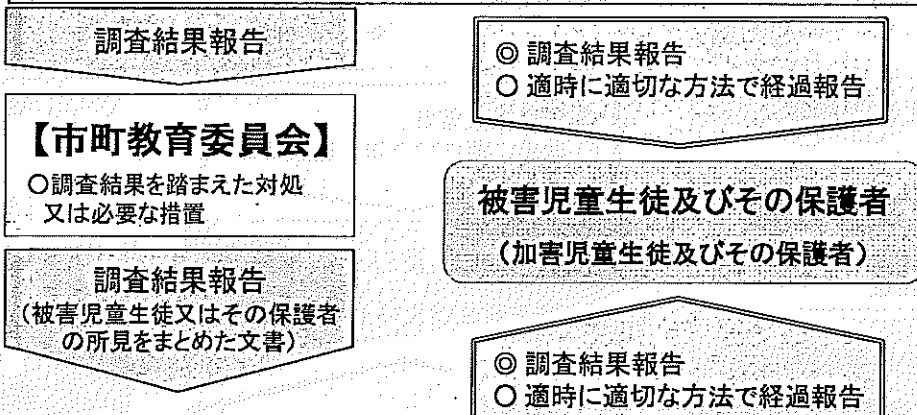 調査結果報告
【市町教育委員会】
○調査結果を踏まえた対処
又は必要な措置
調査結果報告
(被害児童生徒又はその保護者
の所見をまとめた文書)
◎ 調査結果報告
○ 適時に適切な方法で経過報告
被害児童生徒及びその保護者
(加害児童生徒及びその保護者)
◎ 調査結果報告
○ 適時に適切な方法で経過報告